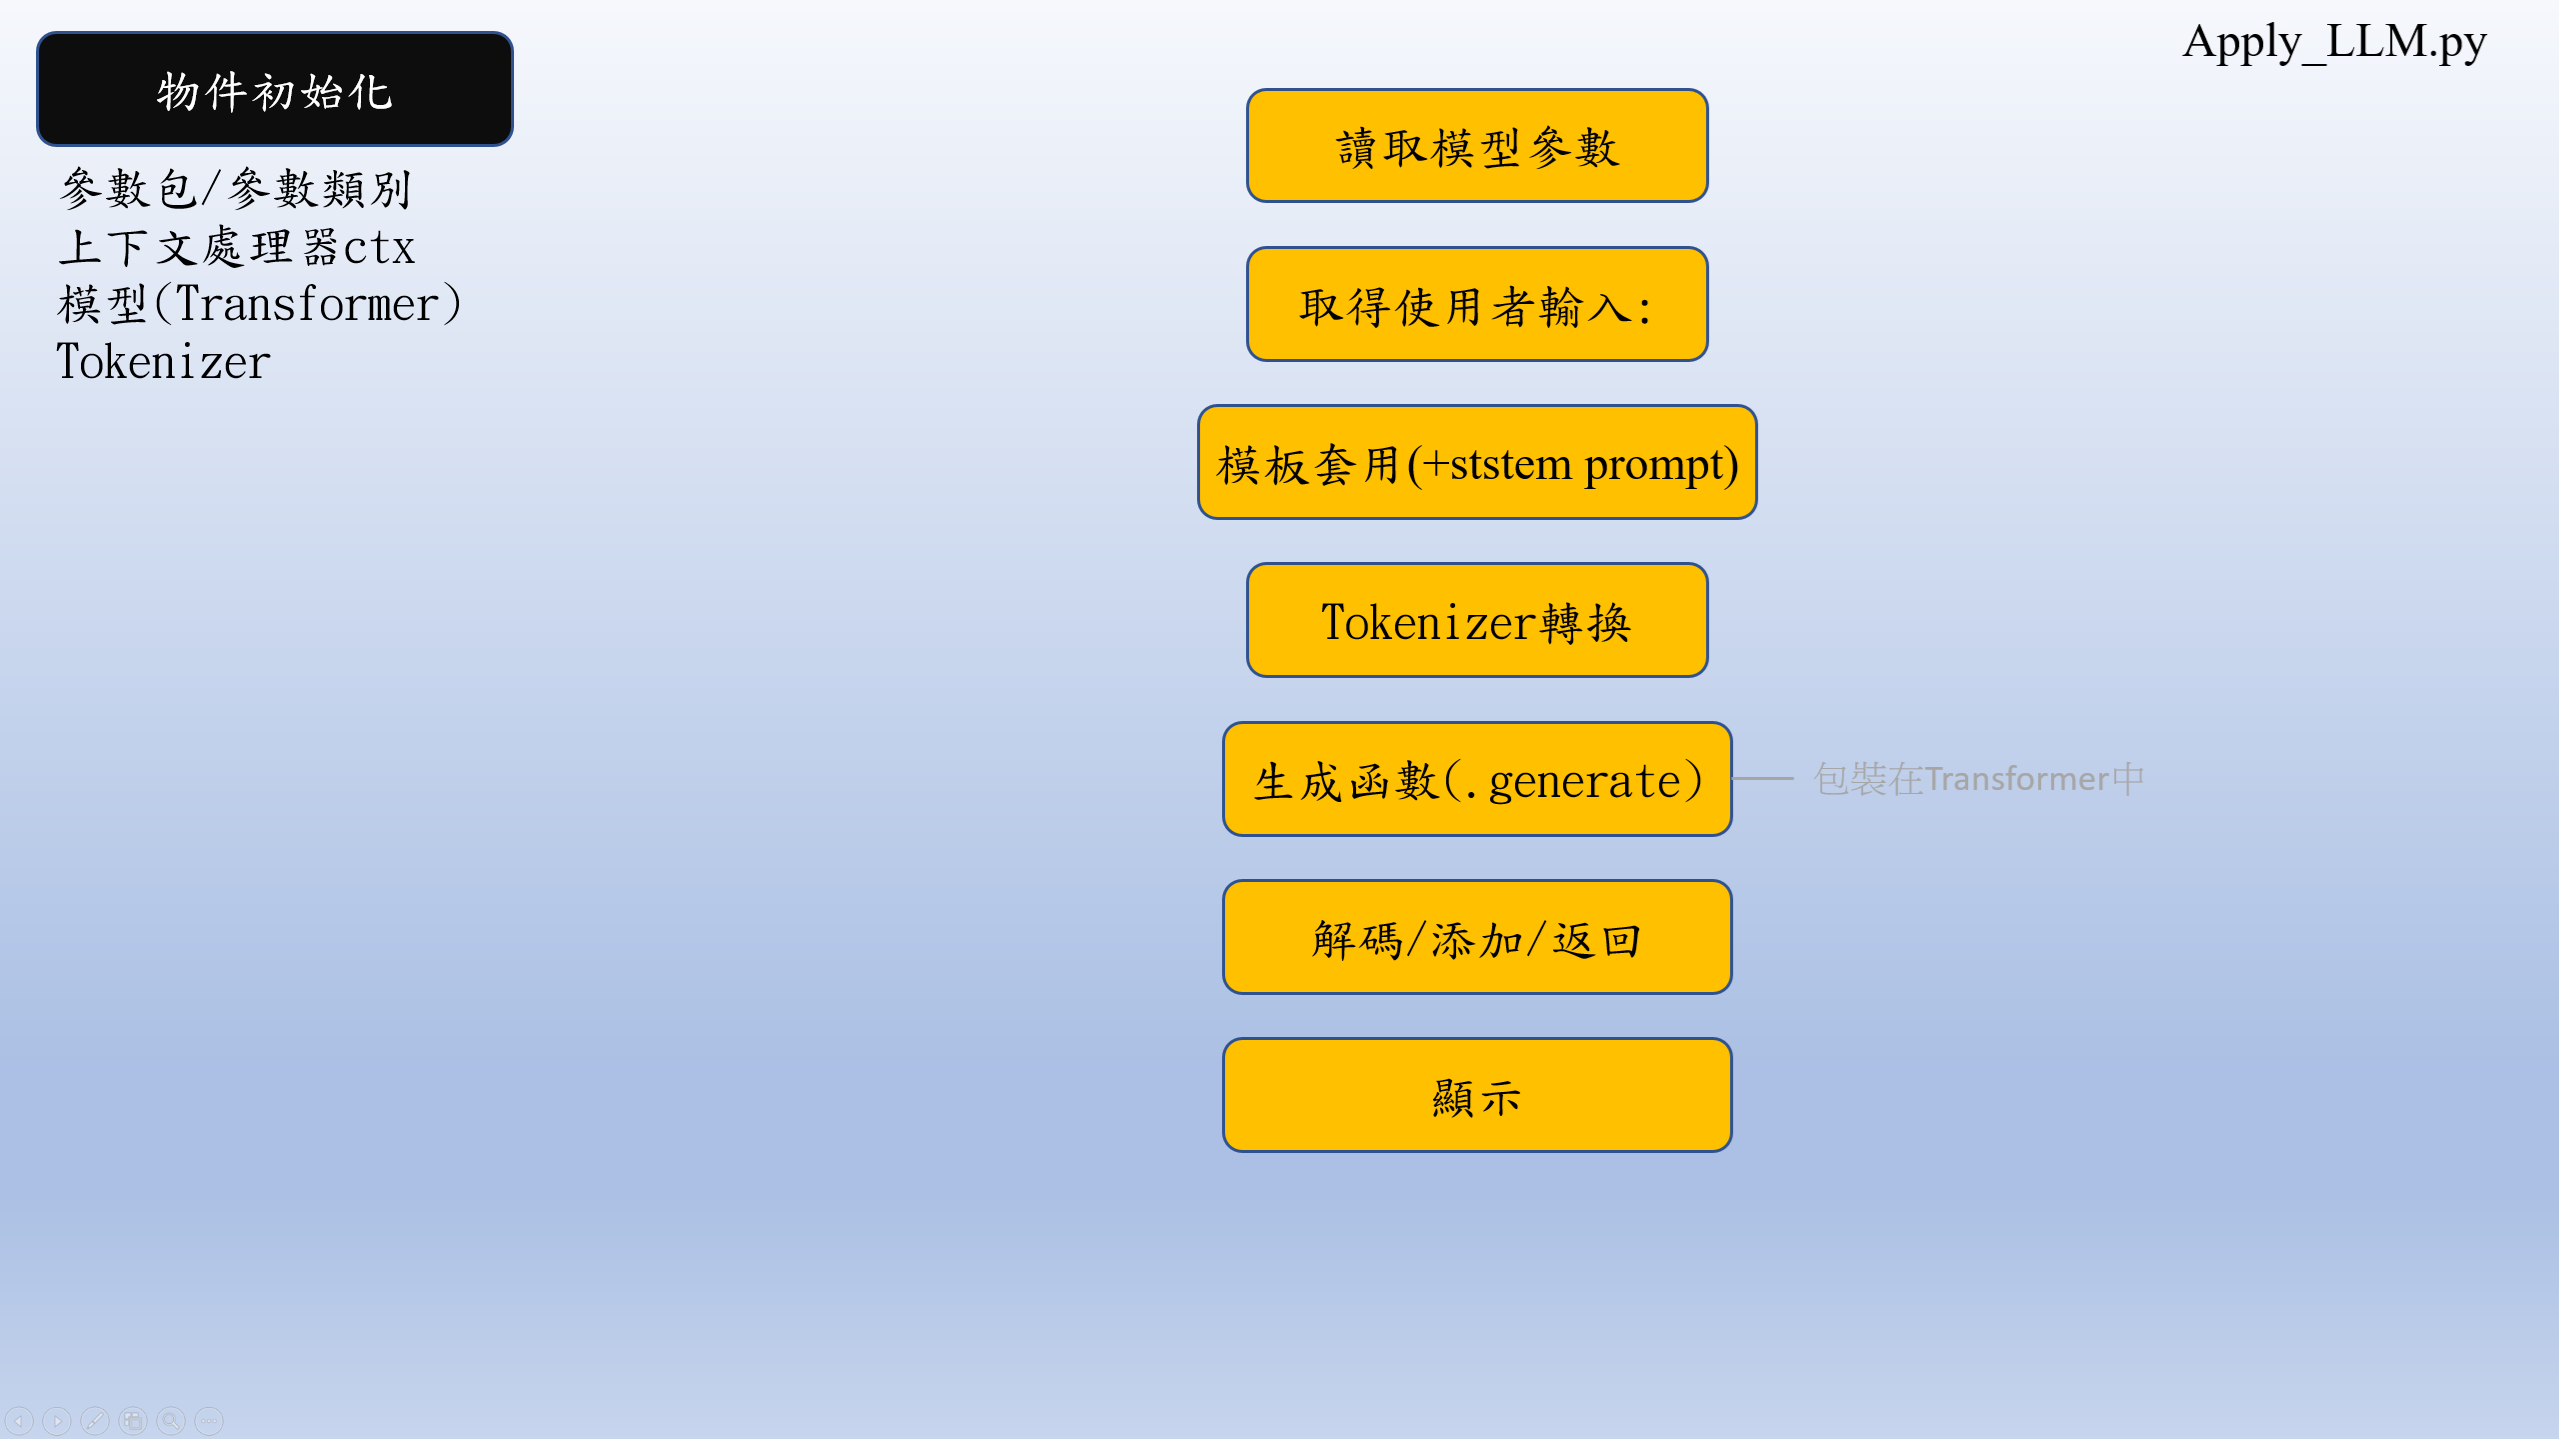 物件初始化
參數包/參數類別
上下文處理器ctx
模型(Transformer)
Tokenizer
Apply_LLM.py
讀取模型參數
取得使用者輸入:
模板套用(+ststem prompt)
Tokenizer轉換
生成函數(.generate)
包裝在Transformer中
解碼/添加/返回
顯示